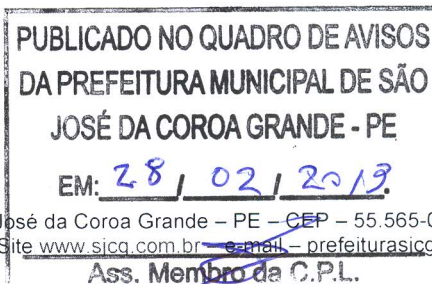 PUBLICADO NO QUADRO DE AVISOS
DA PREFEITURA MUNICIPAL DE SÃO
JOSÉ DA COROA GRANDE - PE
EM: 28 / 02 / 2019.
José da Coroa Grande – PE – CEP – 55.565-0
Site www.sjcg.com.br – e-mail – prefeiturasjcg
Ass. Membro da C.P.L.